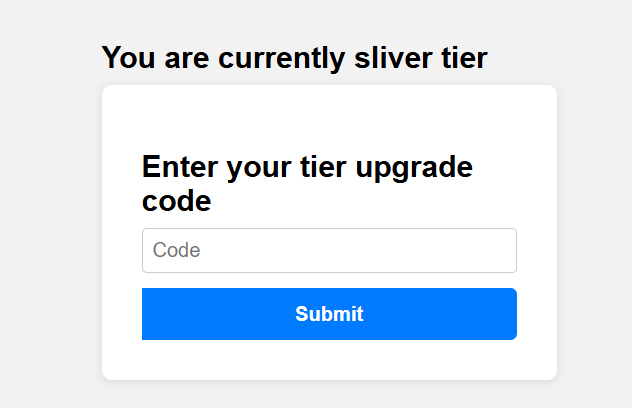 You are currently sliver tier
Enter your tier upgrade
code
Code
Submit